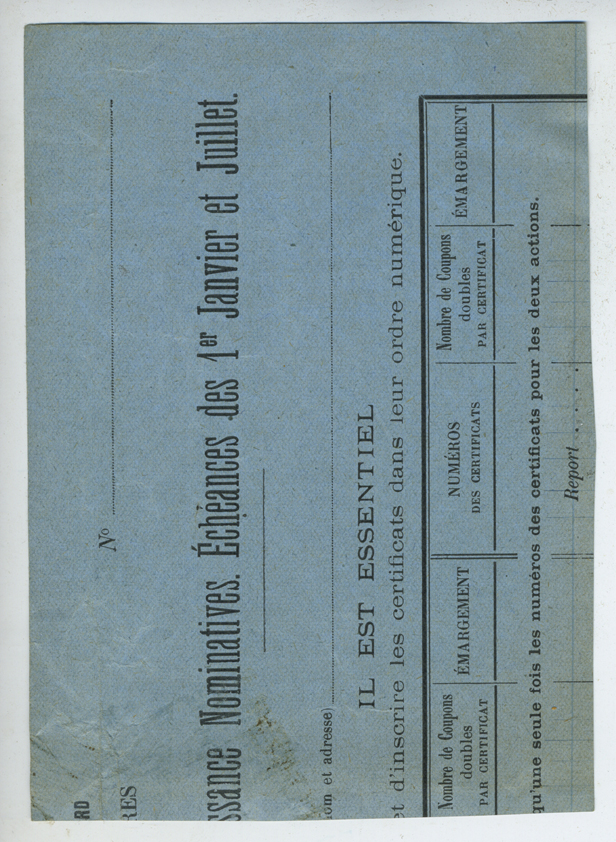 RD
RES
Nº
ssance Nominatives. Échéances des 1er Janvier et Juillet.
om et adresse)
IL EST ESSENTIEL
et d'inscrire les certificats dans leur ordre numérique.
Nombre de Coupons doubles PAR CERTIFICAT
ÉMARGEMENT
NUMÉROS DES CERTIFICATS
Nombre de Coupons doubles PAR CERTIFICAT
ÉMARGEMENT
qu'une seule fois les numéros des certificats pour les deux actions.
Report . . . . .